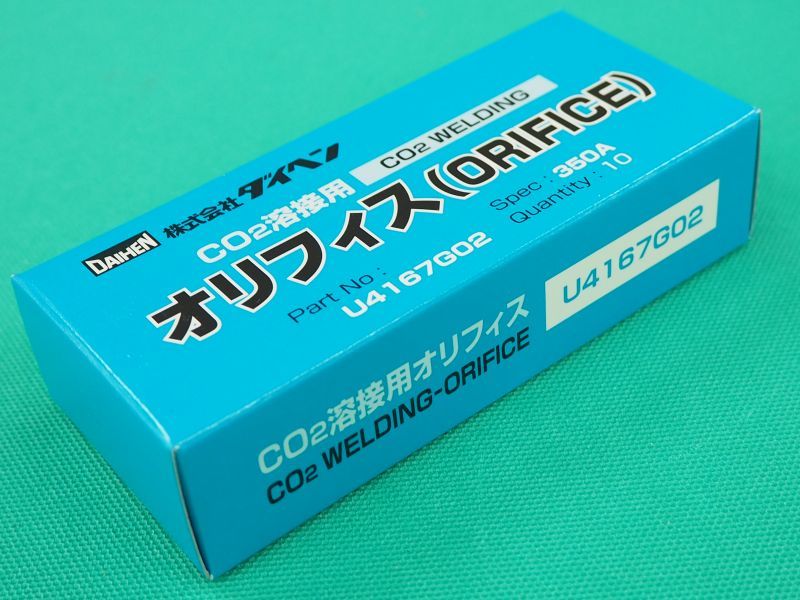 DAIHEN 株式会社 ダイヘン
CO2溶接用 CO2 WELDING
オリフィス(ORIFICE)
Part No : Spec : 350A
U4167G02 Quantity : 10
CO2溶接用オリフィス U4167G02
CO2 WELDING-ORIFICE